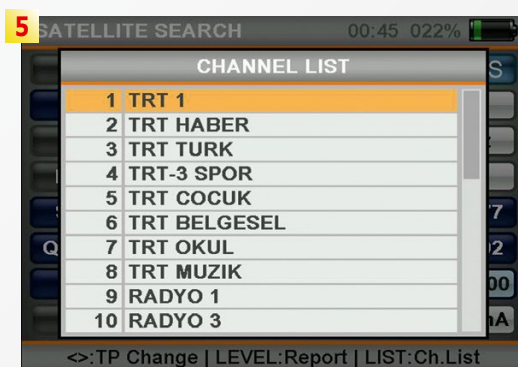 5
SATELLITE SEARCH 00:45 022%
CHANNEL LIST
S
1 TRT 1
2 TRT HABER
3 TRT TURK
4 TRT-3 SPOR
5 TRT COCUK
6 TRT BELGESEL
7 TRT OKUL
8 TRT MUZIK
9 RADYO 1
10 RADYO 3
<>:TP Change | LEVEL:Report | LIST:Ch.List